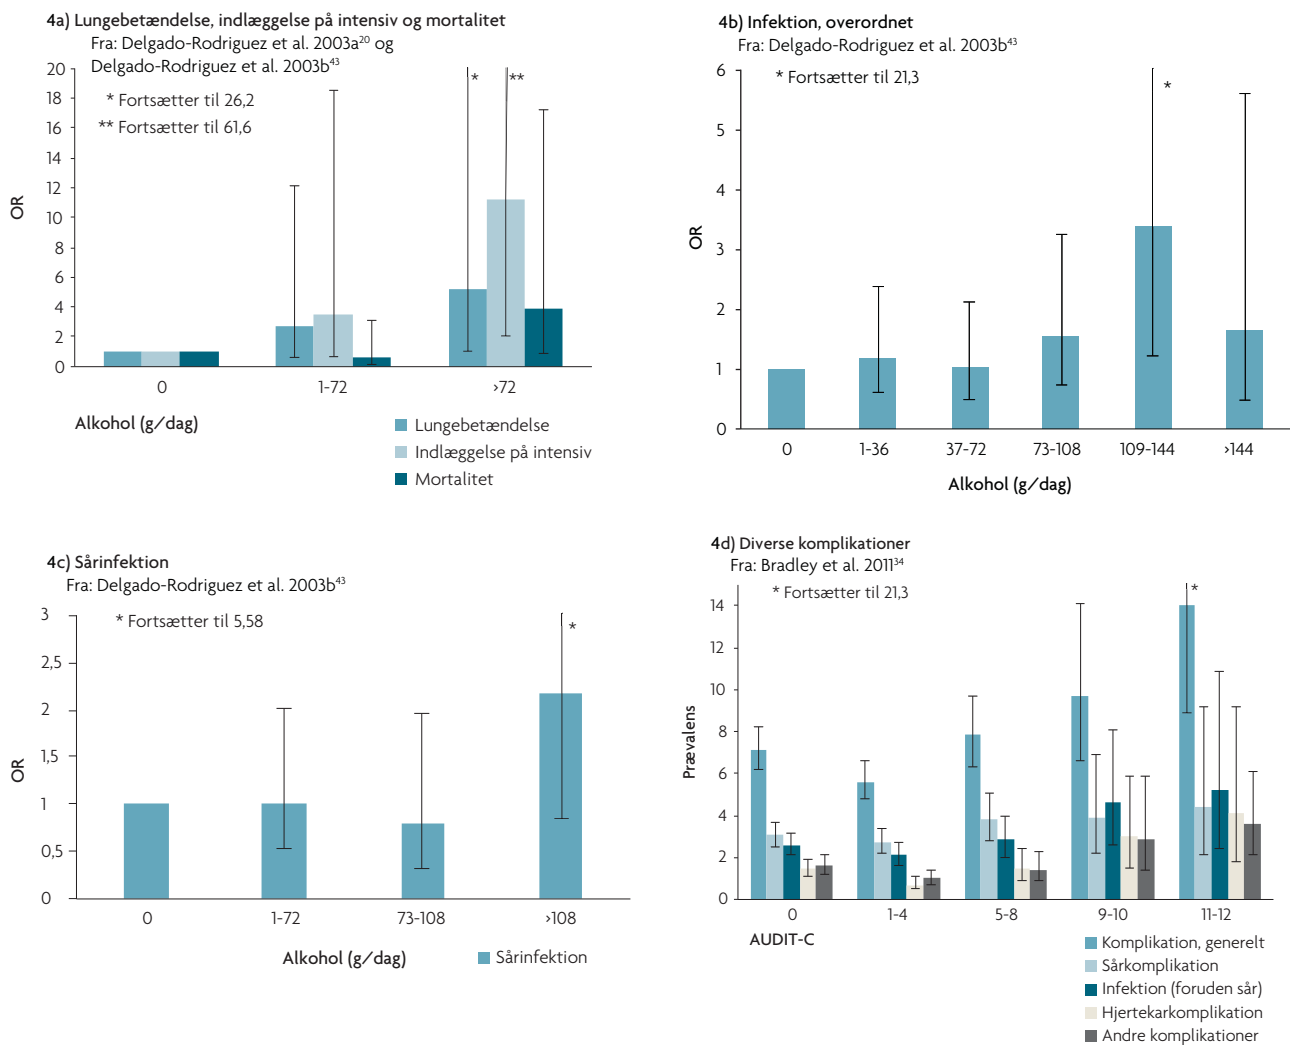 4a) Lungebetændelse, indlæggelse på intensiv og mortalitet
Fra: Delgado-Rodriguez et al. 2003a20 og
Delgado-Rodriguez et al. 2003b43
* Fortsætter til 26,2
** Fortsætter til 61,6
*
**
OR
20
18
16
14
12
10
8
6
4
2
0
0
1-72
>72
Alkohol (g/dag)
Lungebetændelse
Indlæggelse på intensiv
Mortalitet
4b) Infektion, overordnet
Fra: Delgado-Rodriguez et al. 2003b43
* Fortsætter til 21,3
*
OR
6
5
4
3
2
1
0
0
1-36
37-72
73-108
109-144
>144
Alkohol (g/dag)
4c) Sårinfektion
Fra: Delgado-Rodriguez et al. 2003b43
* Fortsætter til 5,58
*
OR
3
2,5
2
1,5
1
0,5
0
0
1-72
73-108
>108
Alkohol (g/dag)
Sårinfektion
4d) Diverse komplikationer
Fra: Bradley et al. 201134
* Fortsætter til 21,3
*
Prævalens
14
12
10
8
6
4
2
0
0
1-4
5-8
9-10
11-12
AUDIT-C
Komplikation, generelt
Sårkomplikation
Infektion (foruden sår)
Hjertekarkomplikation
Andre komplikationer